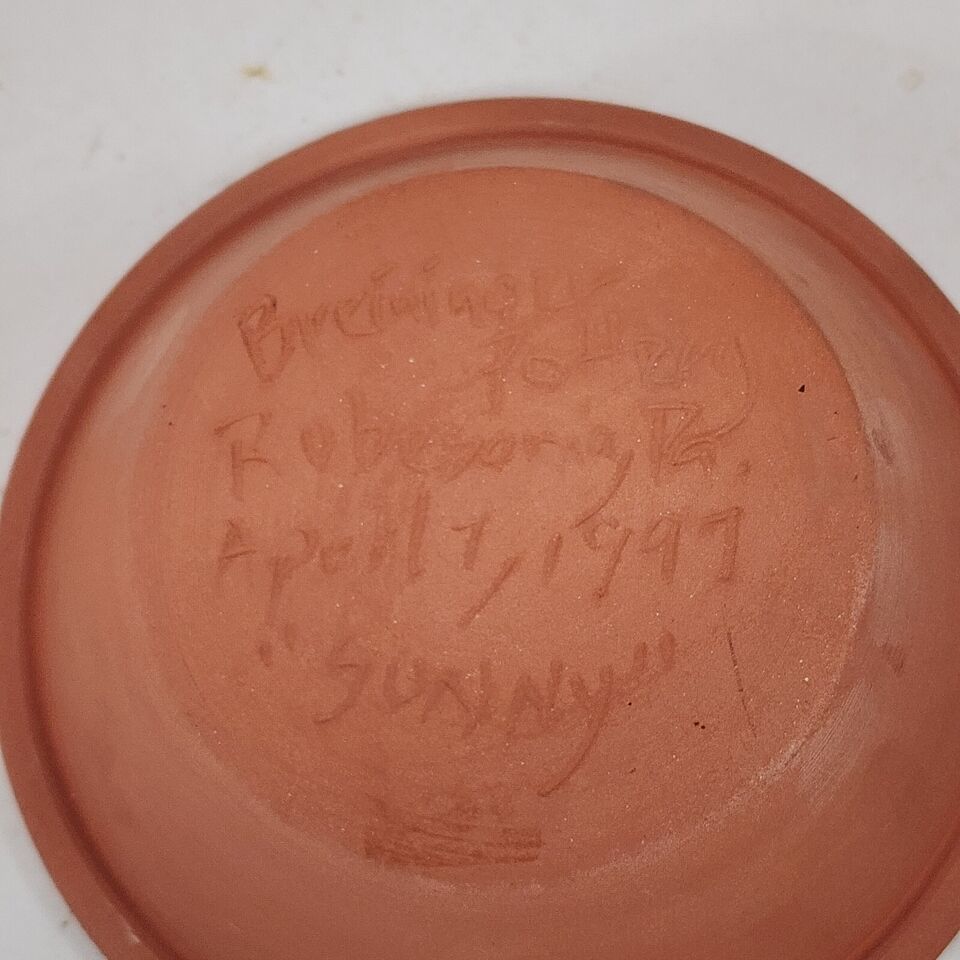 Breininger
Pottery
Robesonia, Pa.
April 7, 1997
"SUNNY"